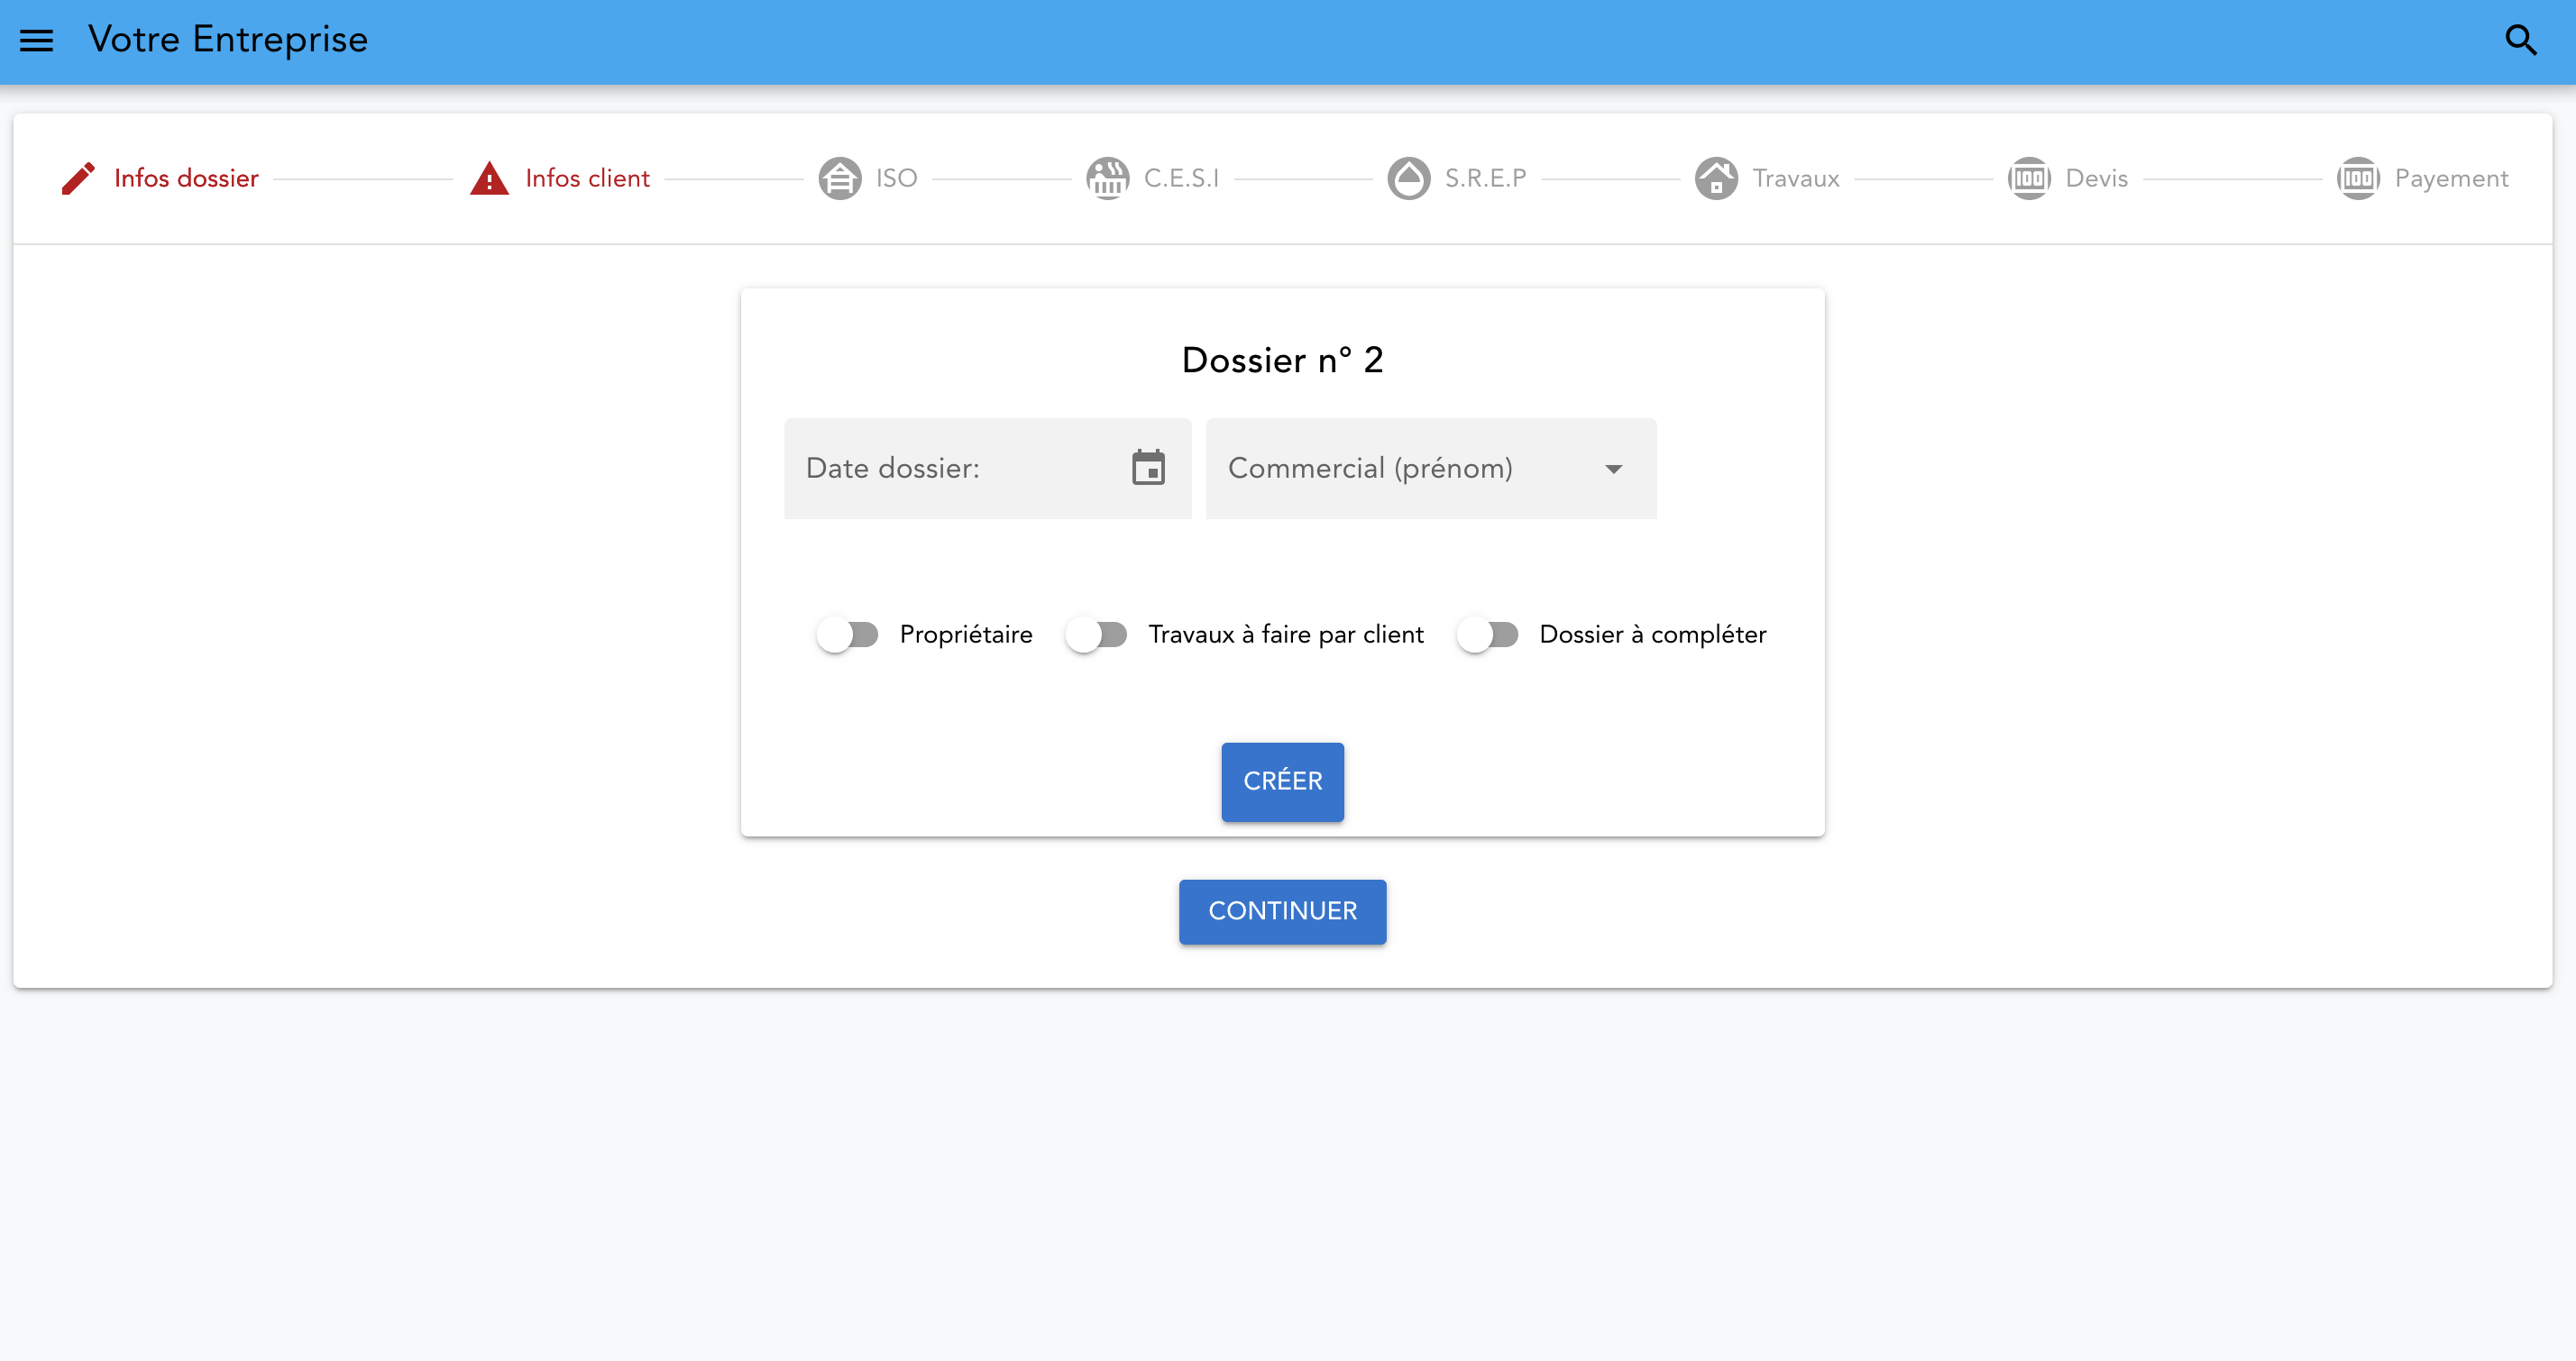 Votre Entreprise
Infos dossier
Infos client
ISO
C.E.S.I
S.R.E.P
Travaux
Devis
Payement
Dossier n° 2
Date dossier:
Commercial (prénom)
Propriétaire
Travaux à faire par client
Dossier à compléter
CRÉER
CONTINUER